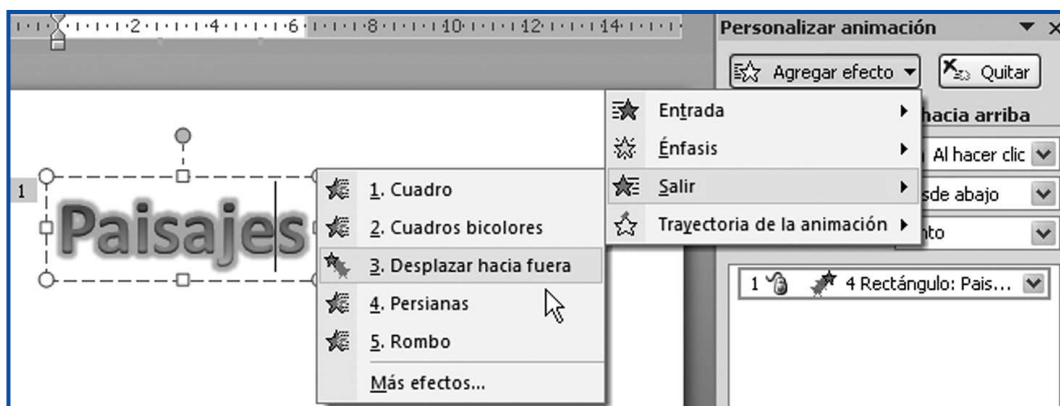 2 4 6 8 10 12 14
Personalizar animación
Agregar efecto
Quitar
Entrada
hacia arriba
Énfasis
Al hacer clic
1
1. Cuadro
Salir
sde abajo
Paisajes
2. Cuadros bicolores
Trayectoria de la animación
nto
3. Desplazar hacia fuera
1 4 Rectángulo: Pais...
4. Persianas
5. Rombo
Más efectos...